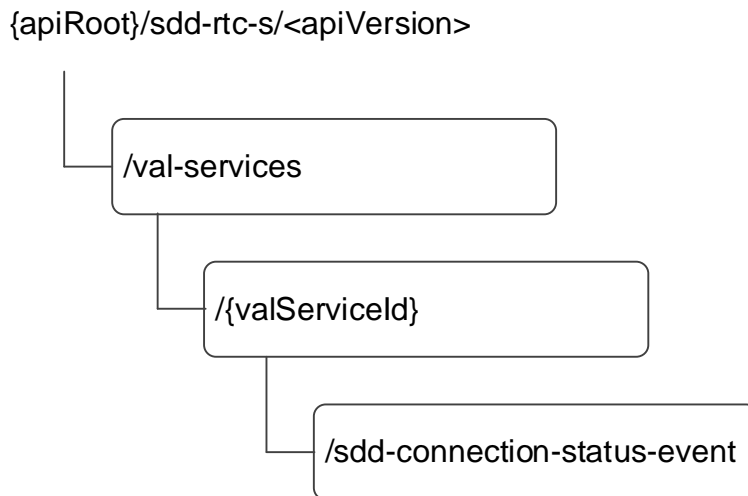 {apiRoot}/sdd-rtc-s/<apiVersion>
/val-services
/{valServiceId}
/sdd-connection-status-event